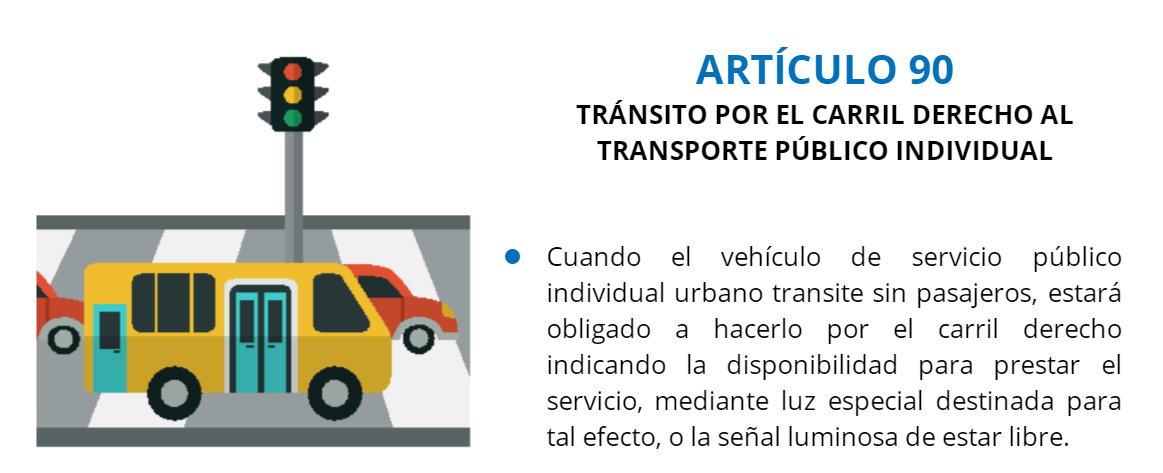 ARTÍCULO 90
TRÁNSITO POR EL CARRIL DERECHO AL
TRANSPORTE PÚBLICO INDIVIDUAL
Cuando el vehículo de servicio público
individual urbano transite sin pasajeros, estará
obligado a hacerlo por el carril derecho
indicando la disponibilidad para prestar el
servicio, mediante luz especial destinada para
tal efecto, o la señal luminosa de estar libre.